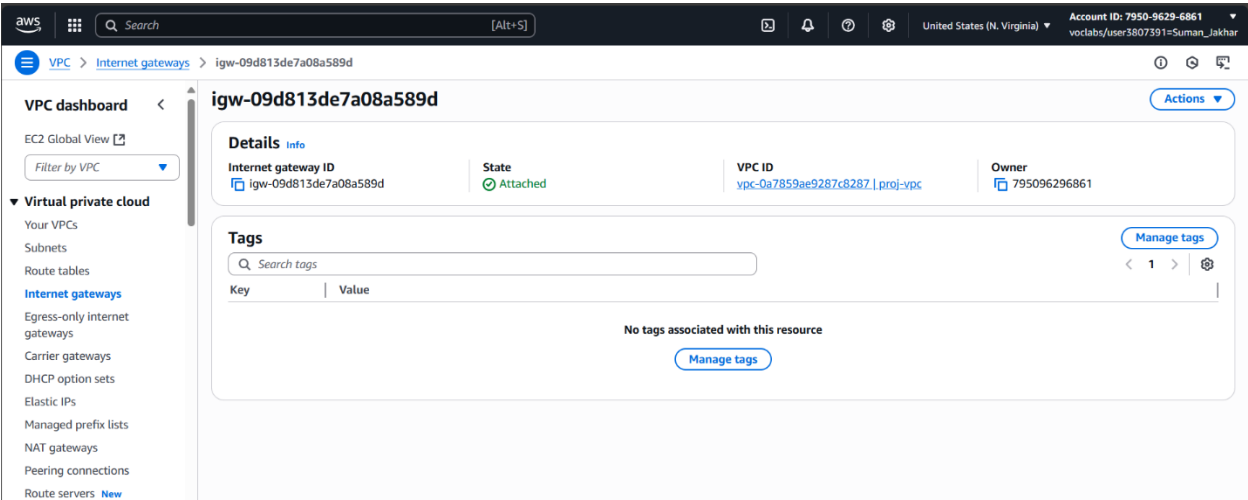 aws Search [Alt+S] United States (N. Virginia) Account ID: 7950-9629-6861
voclabs/user3807391=Suman_Jakhar
VPC > Internet gateways > igw-09d813de7a08a589d
VPC dashboard
EC2 Global View
Filter by VPC
Virtual private cloud
Your VPCs
Subnets
Route tables
Internet gateways
Egress-only internet
gateways
Carrier gateways
DHCP option sets
Elastic IPs
Managed prefix lists
NAT gateways
Peering connections
Route servers New
igw-09d813de7a08a589d Actions
Details Info
Internet gateway ID State VPC ID Owner
igw-09d813de7a08a589d Attached vpc-0a7859ae9287c8287 | proj-vpc 795096296861
Tags Manage tags
Search tags < 1 >
Key Value
No tags associated with this resource
Manage tags